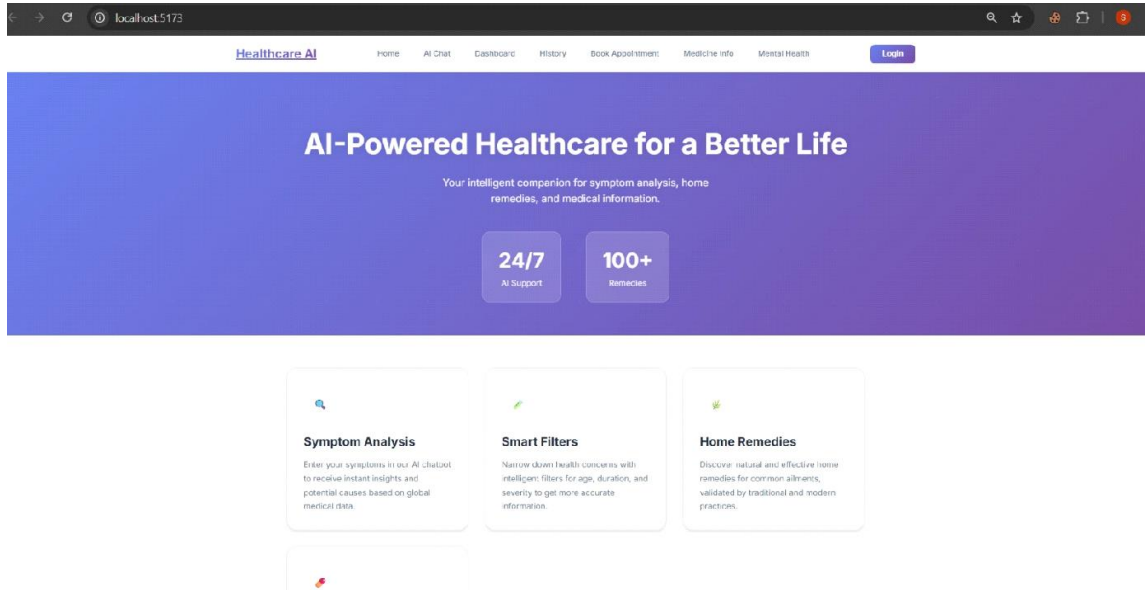 localhost:5173
S
Healthcare AI
Home AI Chat Dashboard History Book Appointment Medicine Info Mental Health Login
AI-Powered Healthcare for a Better Life
Your intelligent companion for symptom analysis, home
remedies, and medical information.
24/7
AI Support
100+
Remedies
Symptom Analysis
Enter your symptoms in our AI chatbot
to receive instant insights and
potential causes based on global
medical data.
Smart Filters
Narrow down health concerns with
intelligent filters for age, duration, and
severity to get more accurate
information.
Home Remedies
Discover natural and effective home
remedies for common ailments,
validated by traditional and modern
practices.